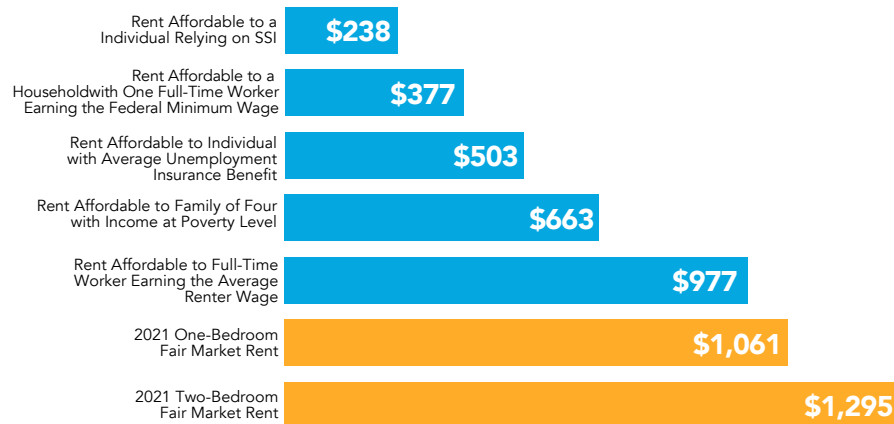 Rent Affordable to a
Individual Relying on SSI
$238
Rent Affordable to a
Householdwith One Full-Time Worker
Earning the Federal Minimum Wage
$377
Rent Affordable to Individual
with Average Unemployment
Insurance Benefit
$503
Rent Affordable to Family of Four
with Income at Poverty Level
$663
Rent Affordable to Full-Time
Worker Earning the Average
Renter Wage
$977
2021 One-Bedroom
Fair Market Rent
$1,061
2021 Two-Bedroom
Fair Market Rent
$1,295